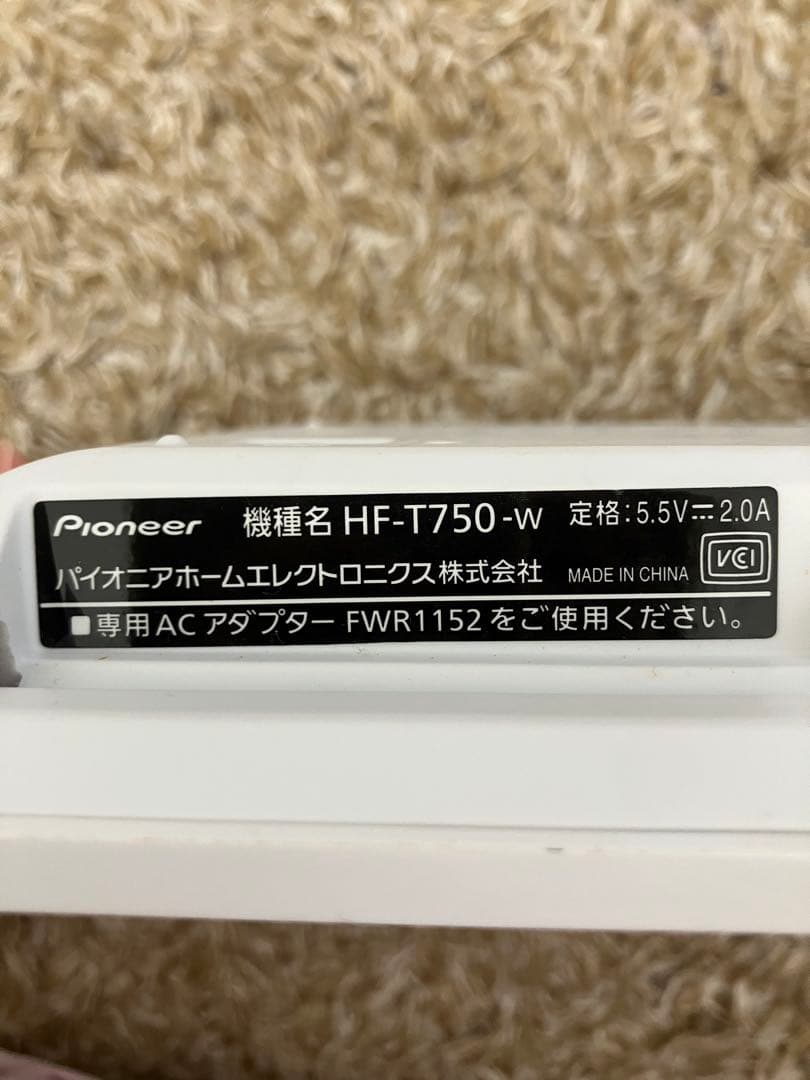 Pioneer 機種名 HF-T750-W 定格:5.5V⎓2.0A
パイオニアホームエレクトロニクス株式会社 MADE IN CHINA VCCI
■専用ACアダプター FWR1152をご使用ください。